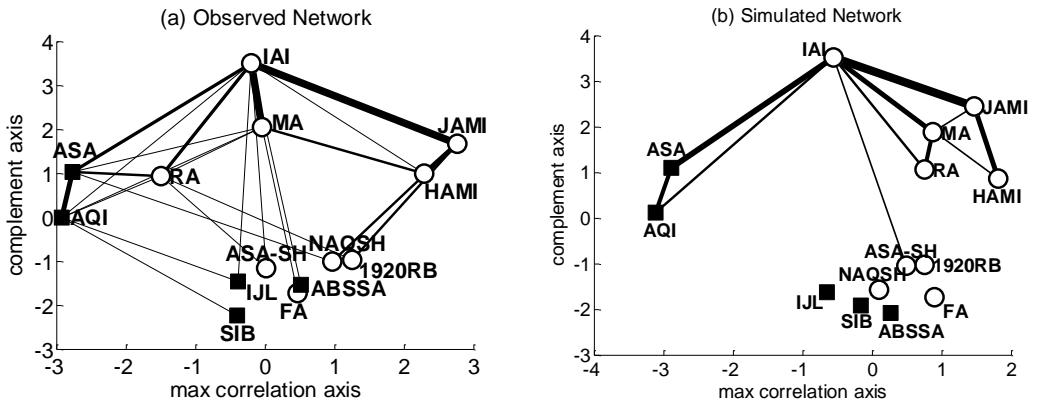 (a) Observed Network
4
3
2
1
0
-1
-2
-3
complement axis
-3
-2
-1
0
1
2
3
max correlation axis
IAI
MA
JAMI
HAMI
ASA
RA
AQI
ASA-SH
NAQSH
1920RB
IJL
ABSSA
FA
SIB
(b) Simulated Network
4
3
2
1
0
-1
-2
-3
complement axis
-4
-3
-2
-1
0
1
2
max correlation axis
IAI
JAMI
MA
ASA
RA
HAMI
AQI
ASA-SH
1920RB
NAQSH
IJL
FA
SIB
ABSSA